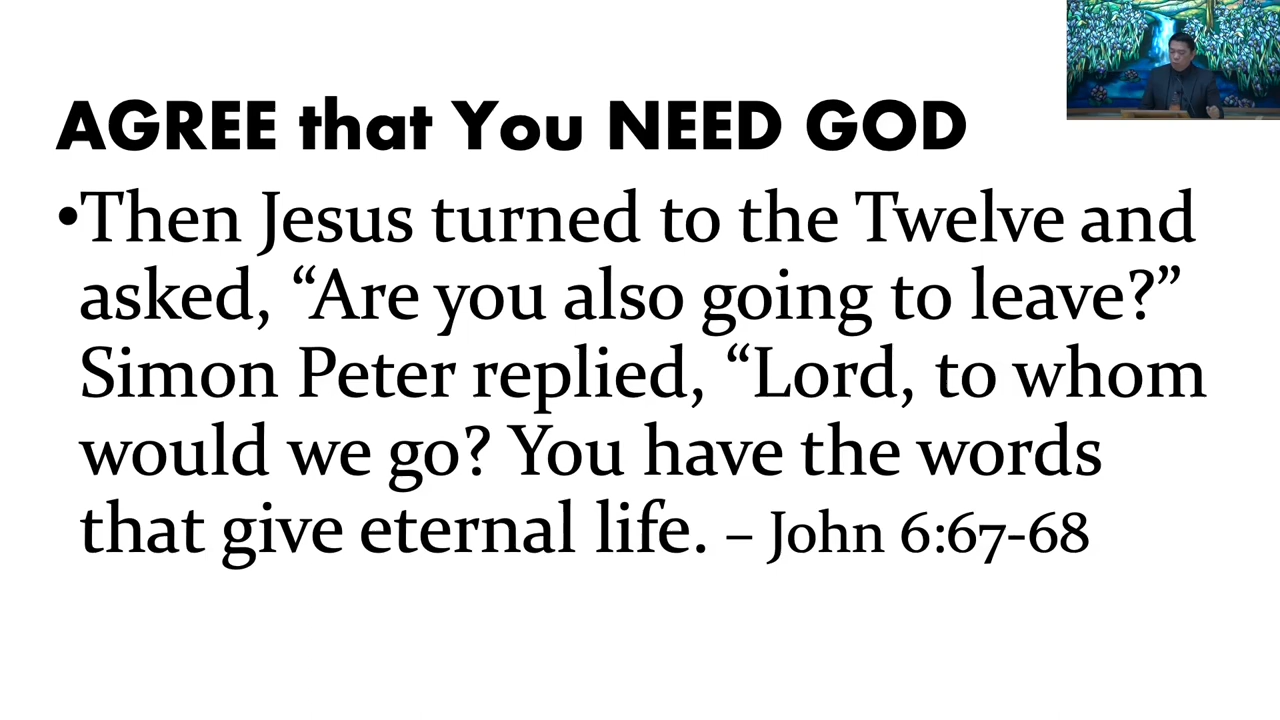 AGREE that You NEED GOD
•Then Jesus turned to the Twelve and
asked, “Are you also going to leave?”
Simon Peter replied, “Lord, to whom
would we go? You have the words
that give eternal life. – John 6:67-68